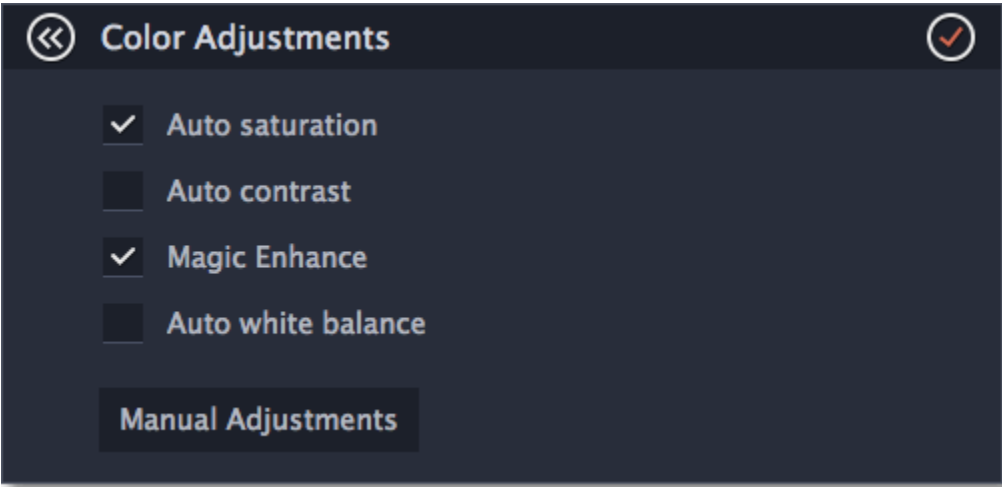 Color Adjustments
Auto saturation
Auto contrast
Magic Enhance
Auto white balance
Manual Adjustments